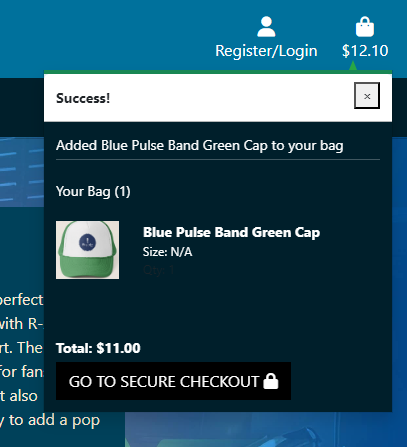 Register/Login
$12.10
Success!
×
Added Blue Pulse Band Green Cap to your bag
Your Bag (1)
Blue Pulse Band Green Cap
Size: N/A
Qty: 1
Total: $11.00
GO TO SECURE CHECKOUT
perfect
with R-
rt. The
for fans
t also
y to add a pop